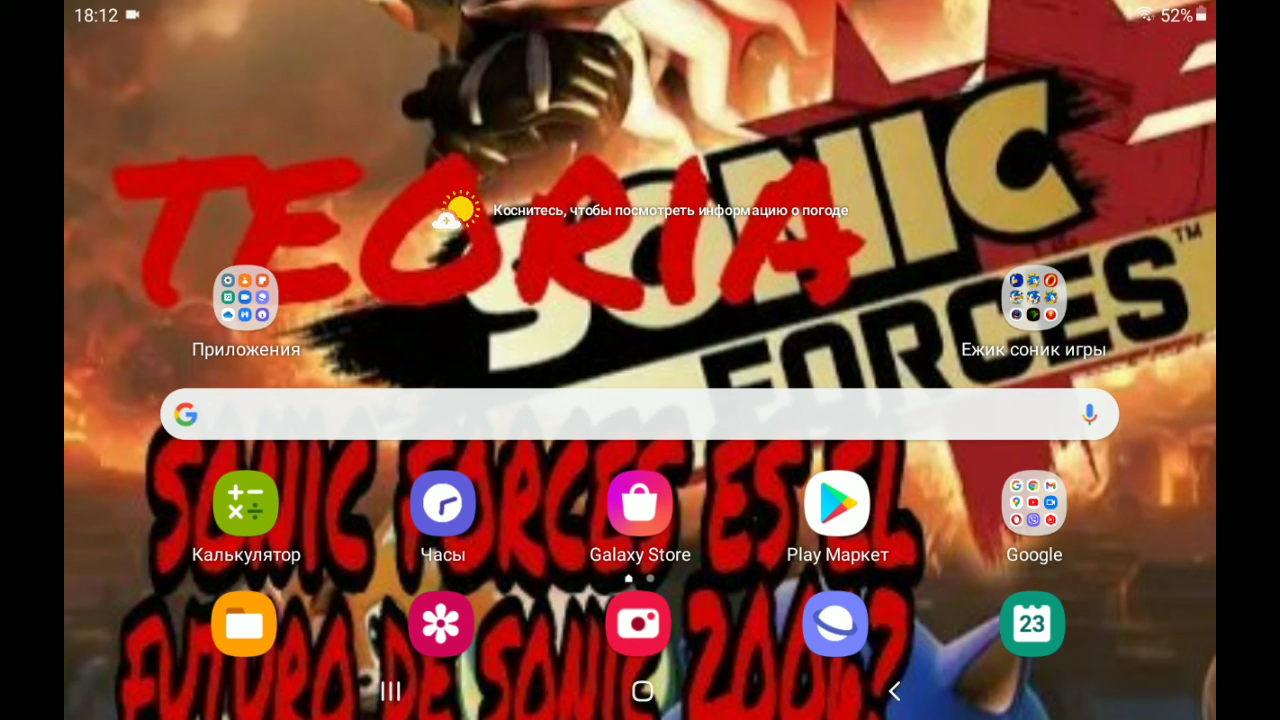 18:12
52%
SONIC
TM
FORCES
TEORIA
Коснитесь, чтобы посмотреть информацию о погоде
Приложения
Ежик соник игры
SONIC FORCES ES EL
Калькулятор
Часы
Galaxy Store
Play Маркет
Google
FUTURO DE SONIC 2006?
23